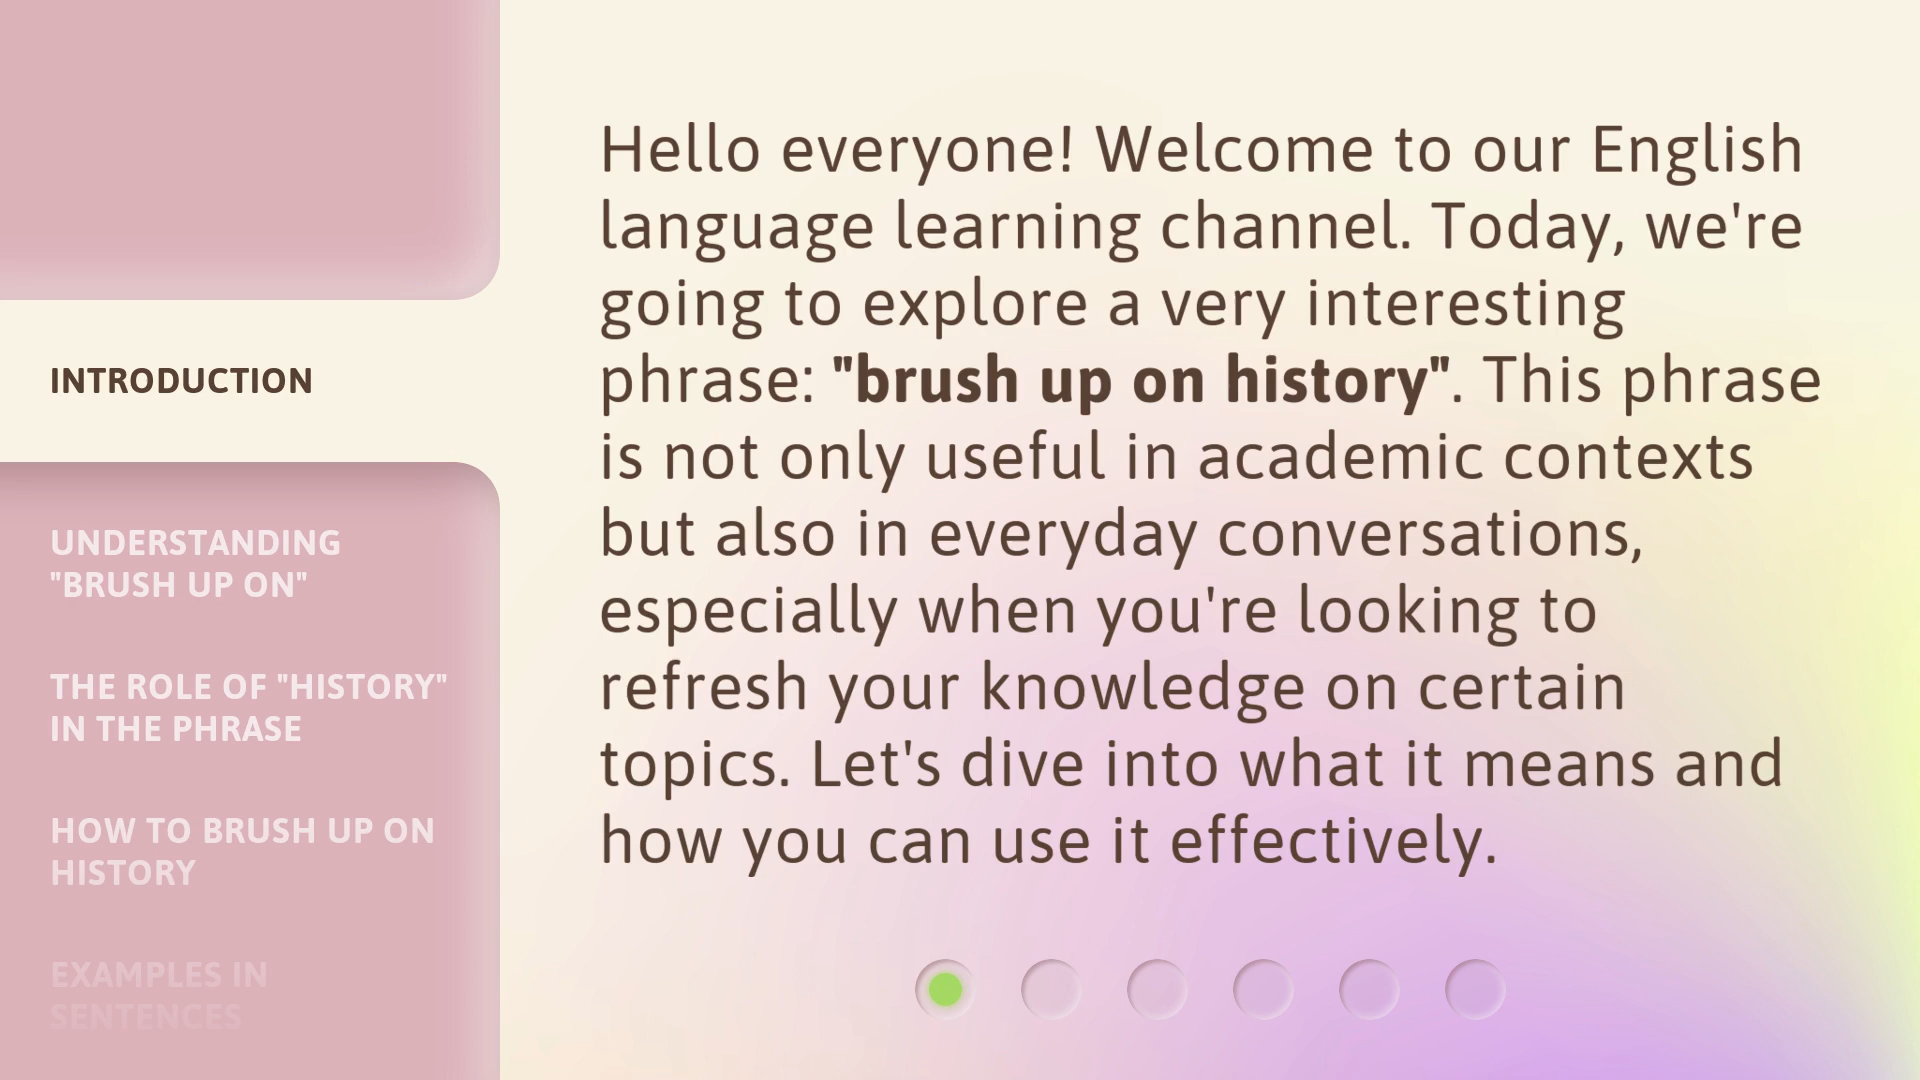 INTRODUCTION
UNDERSTANDING
"BRUSH UP ON"
THE ROLE OF "HISTORY"
IN THE PHRASE
HOW TO BRUSH UP ON
HISTORY
EXAMPLES IN
SENTENCES
Hello everyone! Welcome to our English
language learning channel. Today, we're
going to explore a very interesting
phrase: "brush up on history". This phrase
is not only useful in academic contexts
but also in everyday conversations,
especially when you're looking to
refresh your knowledge on certain
topics. Let's dive into what it means and
how you can use it effectively.